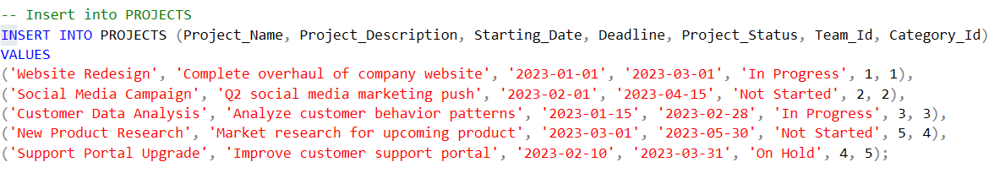 -- Insert into PROJECTS
INSERT INTO PROJECTS (Project_Name, Project_Description, Starting_Date, Deadline, Project_Status, Team_Id, Category_Id)
VALUES
('Website Redesign', 'Complete overhaul of company website', '2023-01-01', '2023-03-01', 'In Progress', 1, 1),
('Social Media Campaign', 'Q2 social media marketing push', '2023-02-01', '2023-04-15', 'Not Started', 2, 2),
('Customer Data Analysis', 'Analyze customer behavior patterns', '2023-01-15', '2023-02-28', 'In Progress', 3, 3),
('New Product Research', 'Market research for upcoming product', '2023-03-01', '2023-05-30', 'Not Started', 5, 4),
('Support Portal Upgrade', 'Improve customer support portal', '2023-02-10', '2023-03-31', 'On Hold', 4, 5);